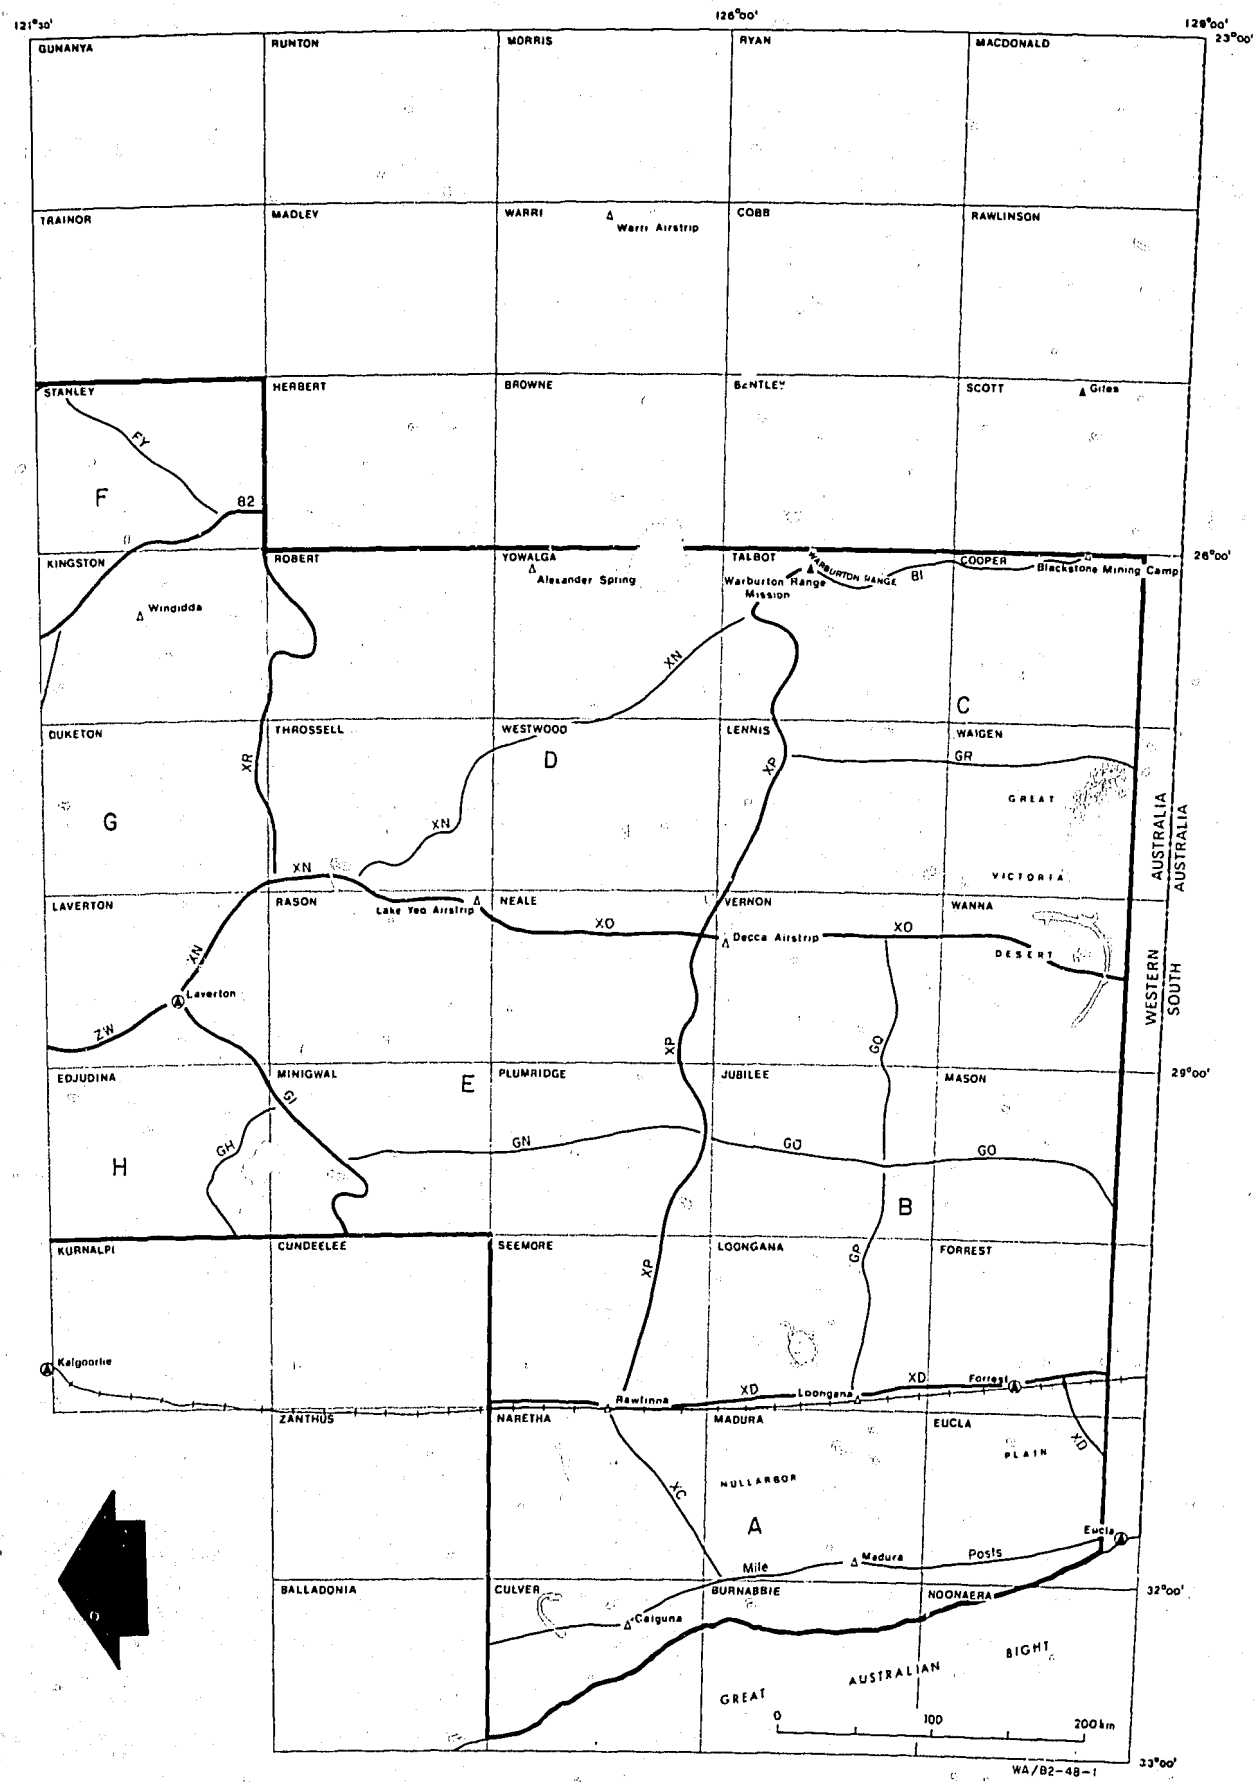 121°30'
126°00'
129°00'
23°00'
GUNANYA
RUNTON
MORRIS
RYAN
MACDONALD
TRAINOR
MADLEY
WARRI
Warri Airstrip
COBB
RAWLINSON
STANLEY
HERBERT
BROWNE
BENTLEY
SCOTT
Giles
FY
F
82
KINGSTON
ROBERT
YOWALGA
Alexander Spring
TALBOT
WARBURTON RANGE
Warburton Range
Mission
81
COOPER
Blackstone Mining Camp
26°00'
Windidda
XN
C
DUKETON
THROSSELL
WESTWOOD
LENNIS
WAIGEN
XR
D
XP
GR
GREAT
G
XN
WESTERN AUSTRALIA
SOUTH AUSTRALIA
XN
VICTORIA
LAVERTON
RASON
Lake Yeo Airstrip
NEALE
VERNON
WANNA
XO
XO
Decca Airstrip
XN
DESERT
Laverton
ZW
XP
GQ
EDJUDINA
MINIGWAL
E
PLUMRIDGE
JUBILEE
MASON
29°00'
GI
GH
GN
GO
GO
H
B
KURNALPI
CUNDEELEE
SEEMORE
LOONGANA
FORREST
XP
GP
Kalgoorlie
Rawlinna
XD
Loongana
XD
Forrest
ZANTHUS
NARETHA
MADURA
EUCLA
XD
PLAIN
XC
NULLARBOR
A
Eucla
Mile
Madura
Posts
BALLADONIA
CULVER
BURNABBIE
NOONAERA
32°00'
Caiguna
GREAT
AUSTRALIAN
BIGHT
0
100
200 km
33°00'
WA/B2-48-1